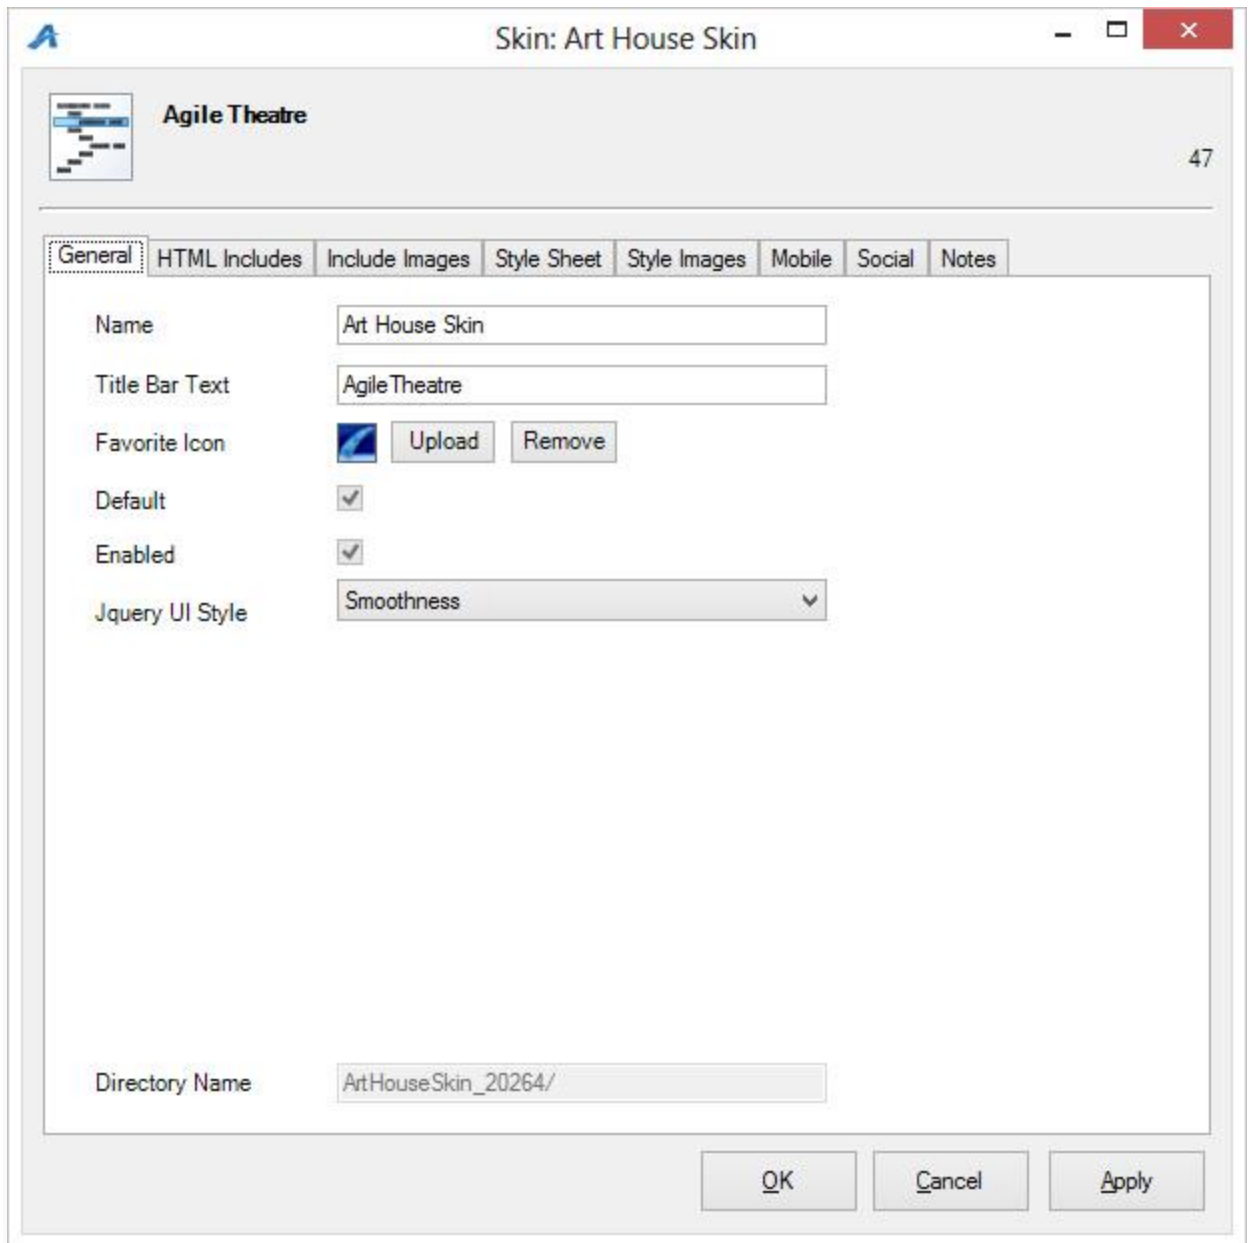 Skin: Art House Skin
Agile Theatre
47
General HTML Includes Include Images Style Sheet Style Images Mobile Social Notes
Name Art House Skin
Title Bar Text AgileTheatre
Favorite Icon Upload Remove
Default
Enabled
Jquery UI Style Smoothness
Directory Name ArtHouseSkin_20264/
OK Cancel Apply